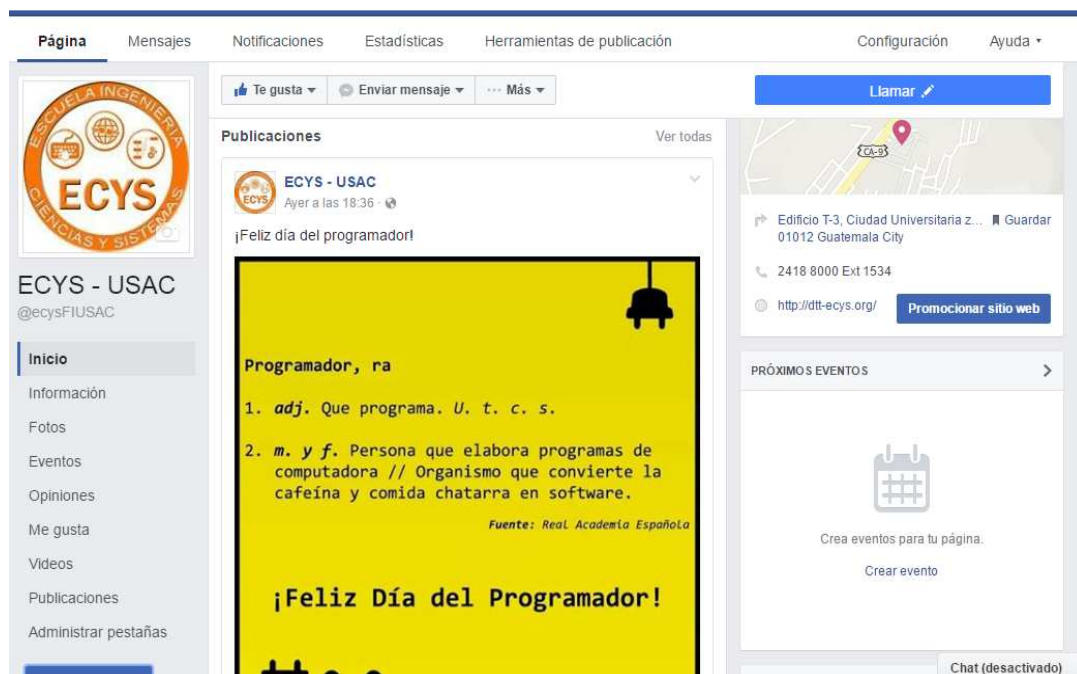 Página Mensajes Notificaciones Estadísticas Herramientas de publicación Configuración Ayuda
ESCUELA INGENIERIA
CIENCIAS Y SISTEMAS
ECYS
ECYS - USAC
@ecysFIUSAC
Inicio
Información
Fotos
Eventos
Opiniones
Me gusta
Videos
Publicaciones
Administrar pestañas
Te gusta Enviar mensaje ··· Más
Publicaciones Ver todas
ECYS
ECYS - USAC
Ayer a las 18:36 ·
¡Feliz día del programador!
Programador, ra
1. adj. Que programa. U. t. c. s.
2. m. y f. Persona que elabora programas de
computadora // Organismo que convierte la
cafeína y comida chatarra en software.
Fuente: Real Academia Española
¡Feliz Día del Programador!
Llamar
CA-9
Edificio T-3, Ciudad Universitaria z... Guardar
01012 Guatemala City
2418 8000 Ext 1534
http://dtt-ecys.org/ Promocionar sitio web
PRÓXIMOS EVENTOS
Crea eventos para tu página.
Crear evento
Chat (desactivado)